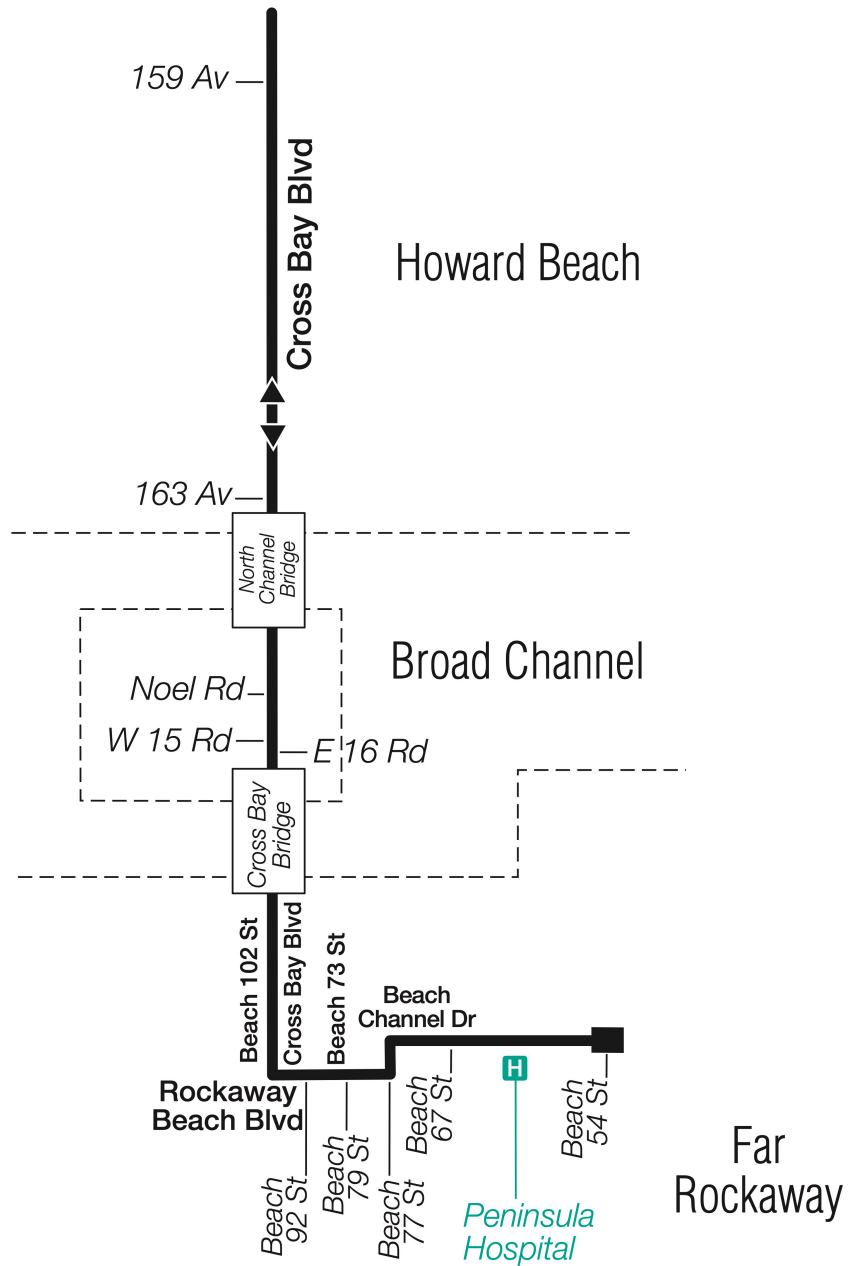 159 Av
Cross Bay Blvd
Howard Beach
163 Av
North
Channel
Bridge
Broad Channel
Noel Rd
W 15 Rd
E 16 Rd
Cross Bay
Bridge
Beach 102 St
Cross Bay Blvd
Beach 73 St
Beach
Channel Dr
Rockaway
Beach Blvd
H
Beach
92 St
Beach
79 St
Beach
77 St
Beach
67 St
Beach
54 St
Peninsula
Hospital
Far
Rockaway